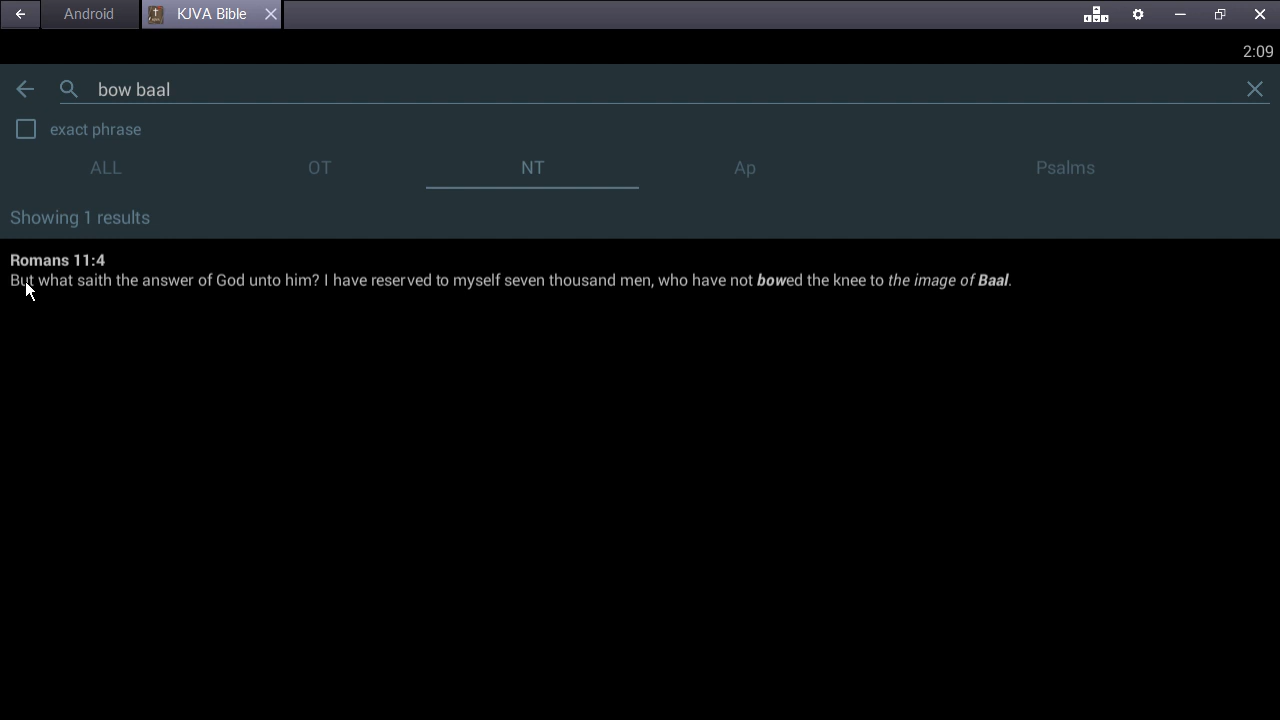 Android
KJVA Bible
2:09
bow baal
exact phrase
ALL
OT
NT
Ap
Psalms
Showing 1 results
Romans 11:4
But what saith the answer of God unto him? I have reserved to myself seven thousand men, who have not bowed the knee to the image of Baal.